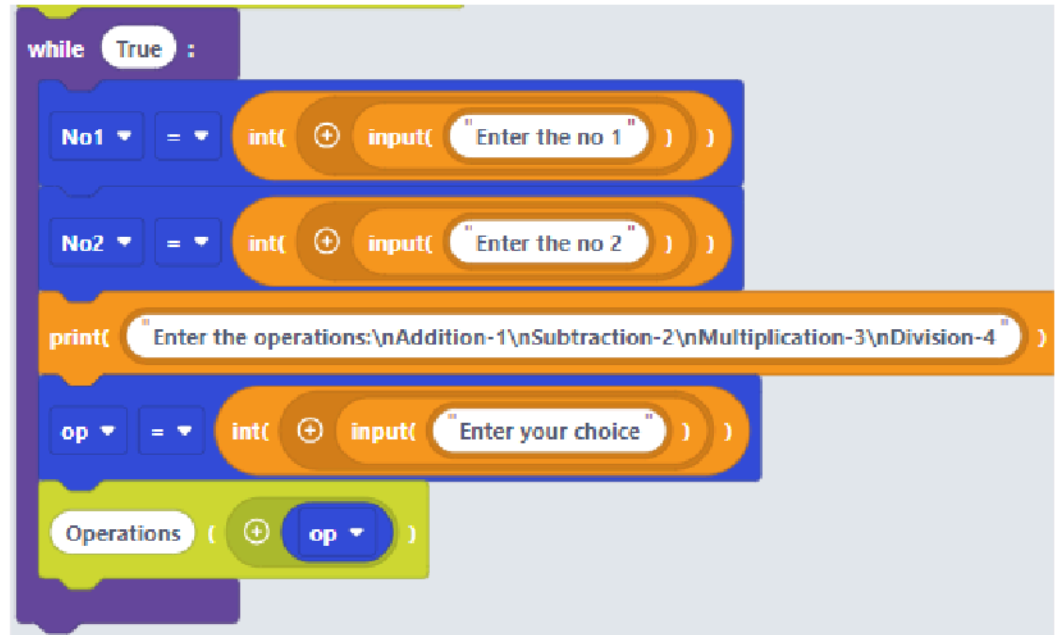 while True :
No1 = int( input( "Enter the no 1" ) )
No2 = int( input( "Enter the no 2" ) )
print( "Enter the operations:\nAddition-1\nSubtraction-2\nMultiplication-3\nDivision-4" )
op = int( input( "Enter your choice" ) )
Operations ( op )